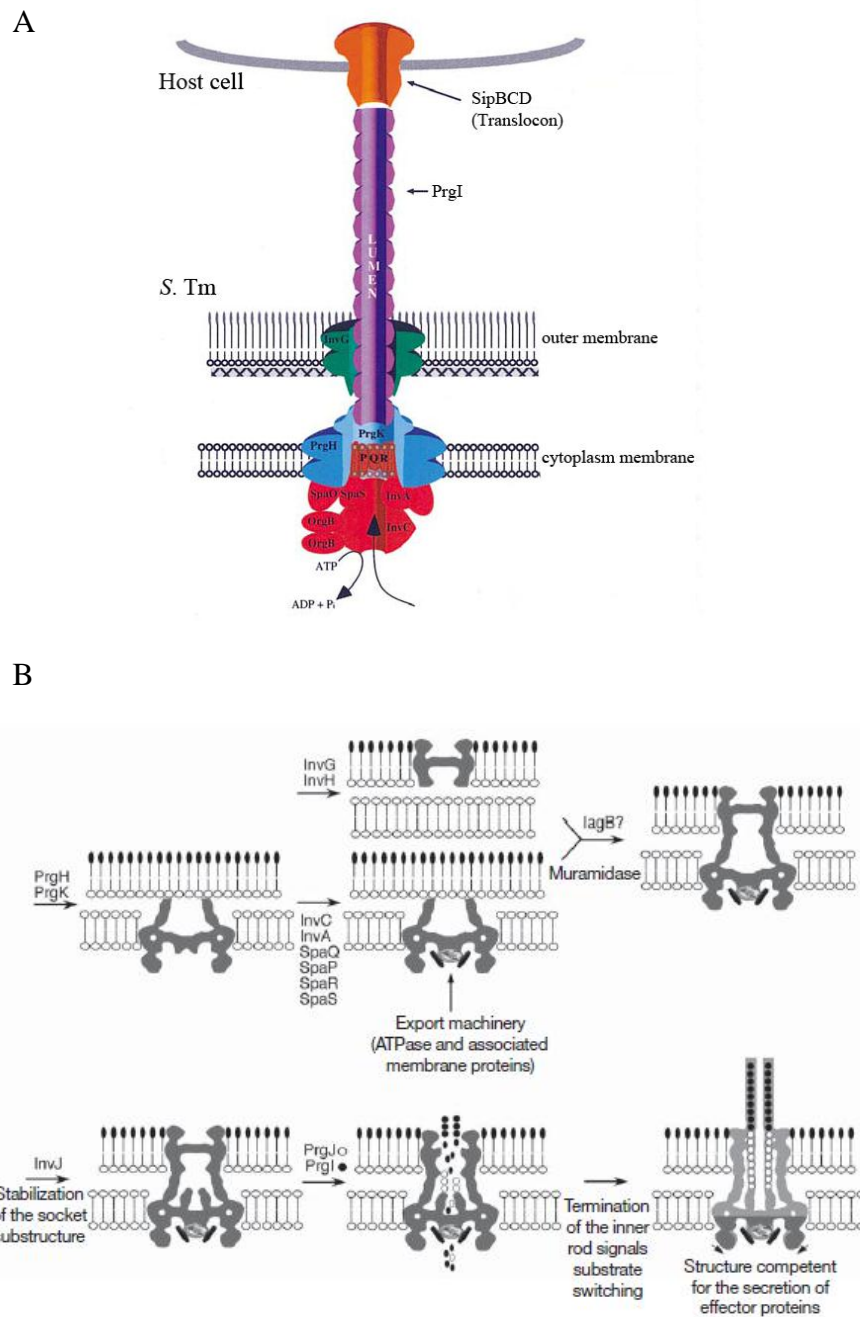 A
Host cell
SipBCD
(Translocon)
PrgI
LUMEN
S. Tm
InvG
outer membrane
PrgK
PrgH
PQR
cytoplasm membrane
SpaO SpaS InvA
OrgB
InvC
OrgB
ATP
ADP + Pi
B
InvG
InvH
IagB?
Muramidase
PrgH
PrgK
InvC
InvA
SpaQ
SpaP
SpaR
SpaS
Export machinery
(ATPase and associated
membrane proteins)
InvJ
Stabilization
of the socket
substructure
PrgJ
PrgI
Termination
of the inner
rod signals
substrate
switching
Structure competent
for the secretion of
effector proteins